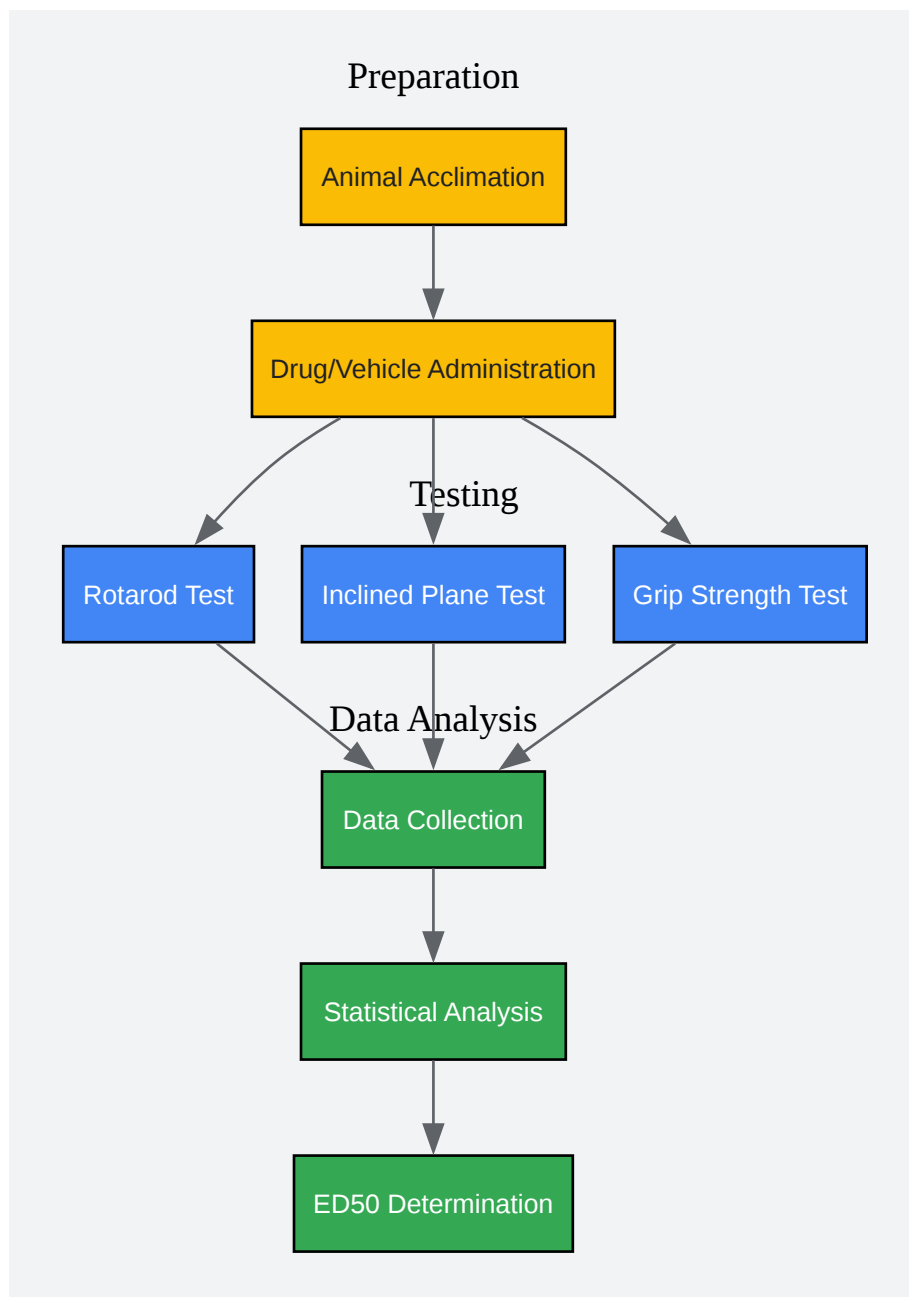 Preparation
Animal Acclimation
Drug/Vehicle Administration
Testing
Rotarod Test
Inclined Plane Test
Grip Strength Test
Data Analysis
Data Collection
Statistical Analysis
ED50 Determination